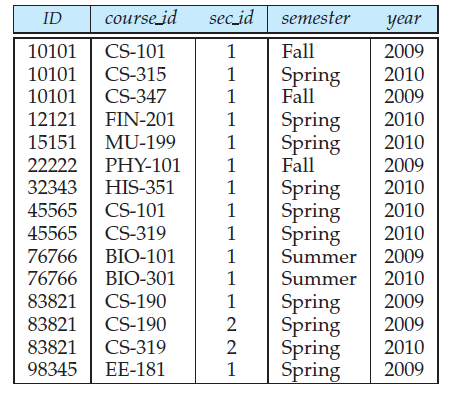 ID course_id sec_id semester year
10101 CS-101 1 Fall 2009
10101 CS-315 1 Spring 2010
10101 CS-347 1 Fall 2009
12121 FIN-201 1 Spring 2010
15151 MU-199 1 Spring 2010
22222 PHY-101 1 Fall 2009
32343 HIS-351 1 Spring 2010
45565 CS-101 1 Spring 2010
45565 CS-319 1 Spring 2010
76766 BIO-101 1 Summer 2009
76766 BIO-301 1 Summer 2010
83821 CS-190 1 Spring 2009
83821 CS-190 2 Spring 2009
83821 CS-319 2 Spring 2010
98345 EE-181 1 Spring 2009